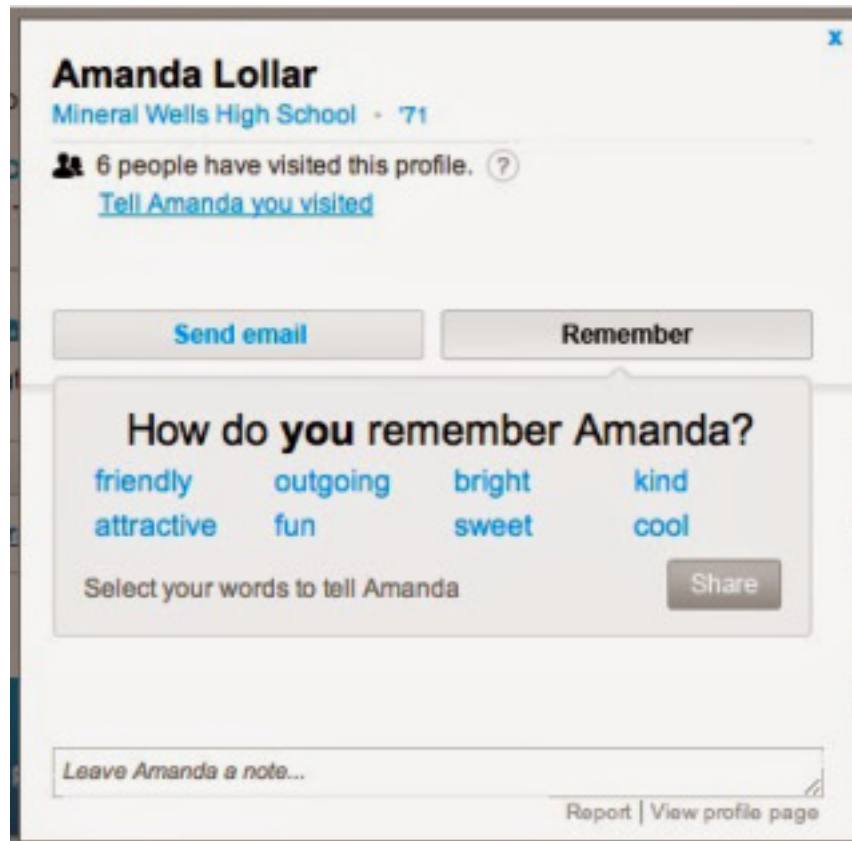 x
Amanda Lollar
Mineral Wells High School · '71
6 people have visited this profile. ?
Tell Amanda you visited
Send email Remember
How do you remember Amanda?
friendly outgoing bright kind
attractive fun sweet cool
Select your words to tell Amanda Share
Leave Amanda a note...
Report | View profile page